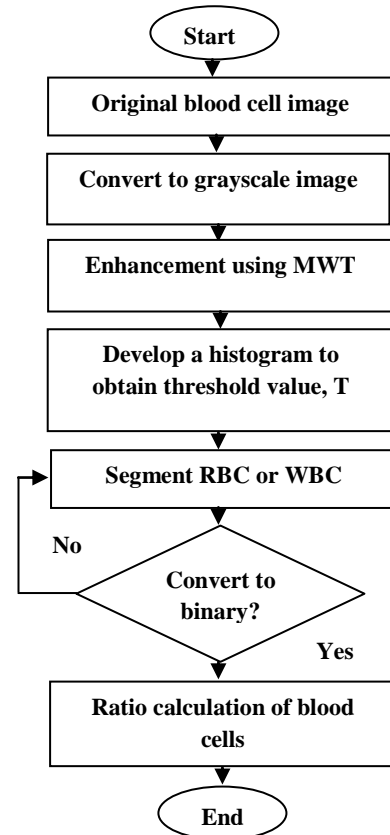 Start
Original blood cell image
Convert to grayscale image
Enhancement using MWT
Develop a histogram to
obtain threshold value, T
Segment RBC or WBC
No
Convert to
binary?
Yes
Ratio calculation of blood
cells
End